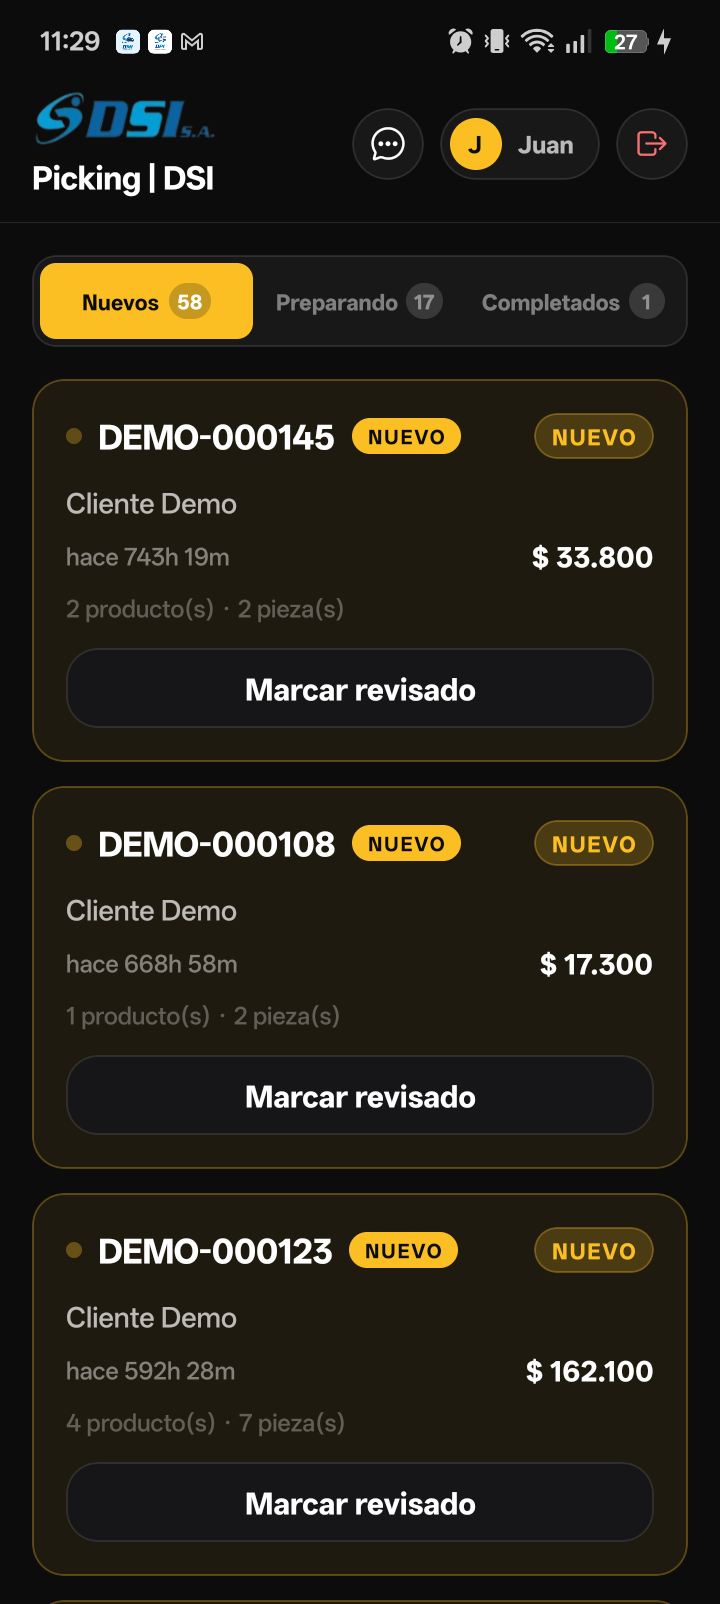 11:29
27
DSI S.A.
Picking | DSI
J Juan
Nuevos 58 Preparando 17 Completados 1
DEMO-000145 NUEVO NUEVO
Cliente Demo
hace 743h 19m $ 33.800
2 producto(s) · 2 pieza(s)
Marcar revisado
DEMO-000108 NUEVO NUEVO
Cliente Demo
hace 668h 58m $ 17.300
1 producto(s) · 2 pieza(s)
Marcar revisado
DEMO-000123 NUEVO NUEVO
Cliente Demo
hace 592h 28m $ 162.100
4 producto(s) · 7 pieza(s)
Marcar revisado